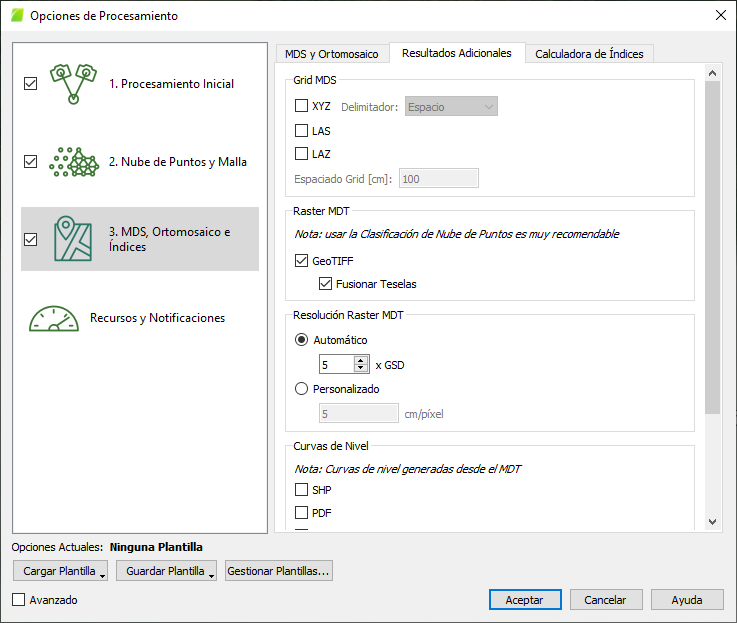 Opciones de Procesamiento
1. Procesamiento Inicial
2. Nube de Puntos y Malla
3. MDS, Ortomosaico e
Índices
Recursos y Notificaciones
MDS y Ortomosaico
Resultados Adicionales
Calculadora de Índices
Grid MDS
XYZ Delimitador: Espacio
LAS
LAZ
Espaciado Grid [cm]: 100
Raster MDT
Nota: usar la Clasificación de Nube de Puntos es muy recomendable
GeoTIFF
Fusionar Teselas
Resolución Raster MDT
Automático
5 x GSD
Personalizado
5 cm/píxel
Curvas de Nivel
Nota: Curvas de nivel generadas desde el MDT
SHP
PDF
Opciones Actuales: Ninguna Plantilla
Cargar Plantilla
Guardar Plantilla
Gestionar Plantillas...
Avanzado
Aceptar
Cancelar
Ayuda